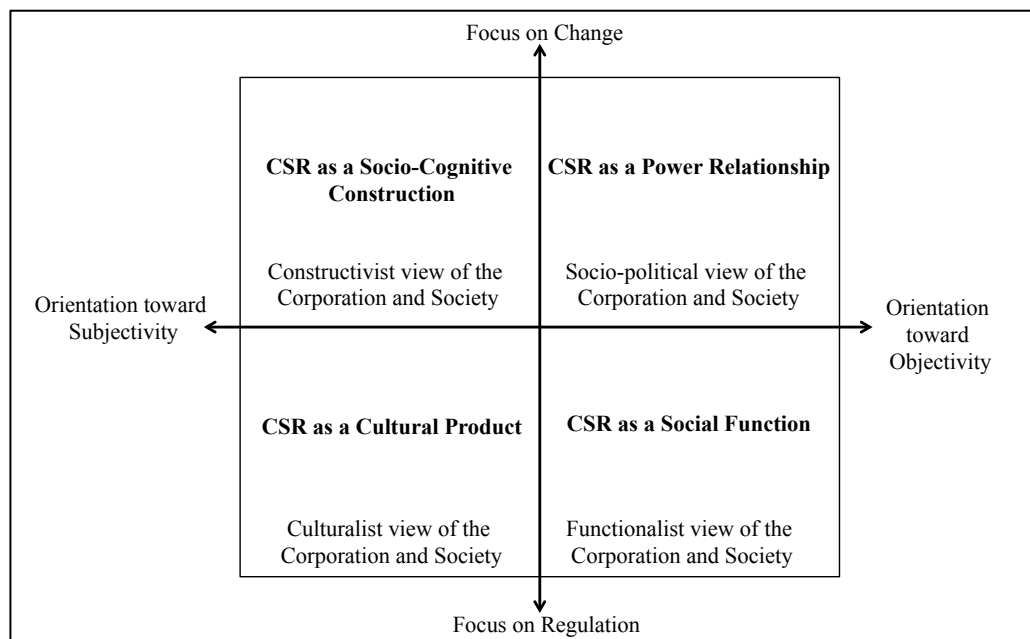 Focus on Change
CSR as a Socio-Cognitive
Construction
CSR as a Power Relationship
Constructivist view of the
Corporation and Society
Socio-political view of the
Corporation and Society
Orientation toward
Subjectivity
Orientation
toward
Objectivity
CSR as a Cultural Product
CSR as a Social Function
Culturalist view of the
Corporation and Society
Functionalist view of the
Corporation and Society
Focus on Regulation